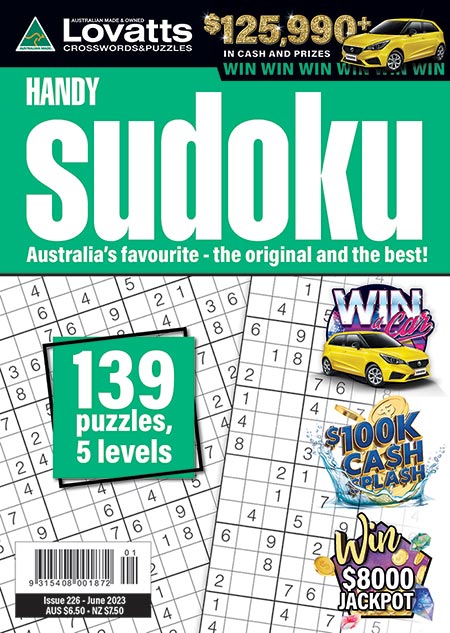 AUSTRALIAN MADE & OWNED
AUSTRALIAN MADE
Lovatts
CROSSWORDS&PUZZLES
$125,990+
IN CASH AND PRIZES
WIN WIN WIN WIN WIN WIN
HANDY
sudoku
Australia's favourite - the original and the best!
139
puzzles,
5 levels
WIN
a Car
$100K
CASH
SPLASH
Win
$8000
JACKPOT
01
9 315408 001872
Issue 226 - June 2023
AUS $6.50 - NZ $7.50